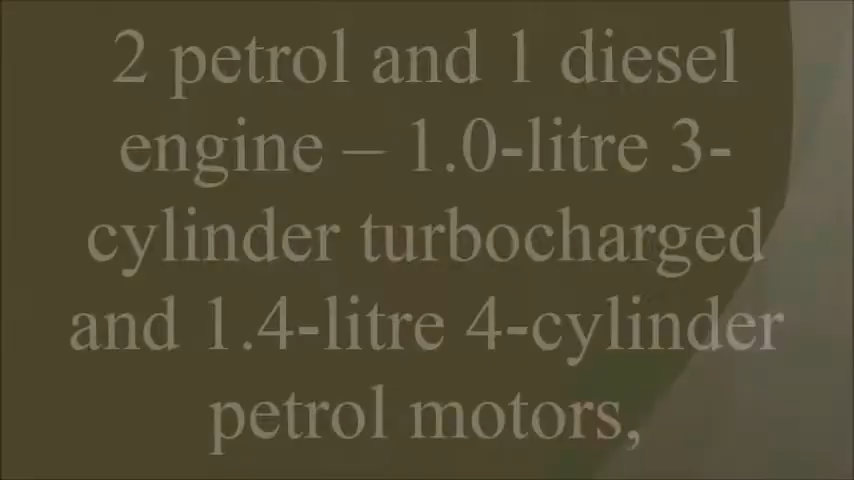 2 petrol and 1 diesel
engine – 1.0-litre 3-
cylinder turbocharged
and 1.4-litre 4-cylinder
petrol motors,